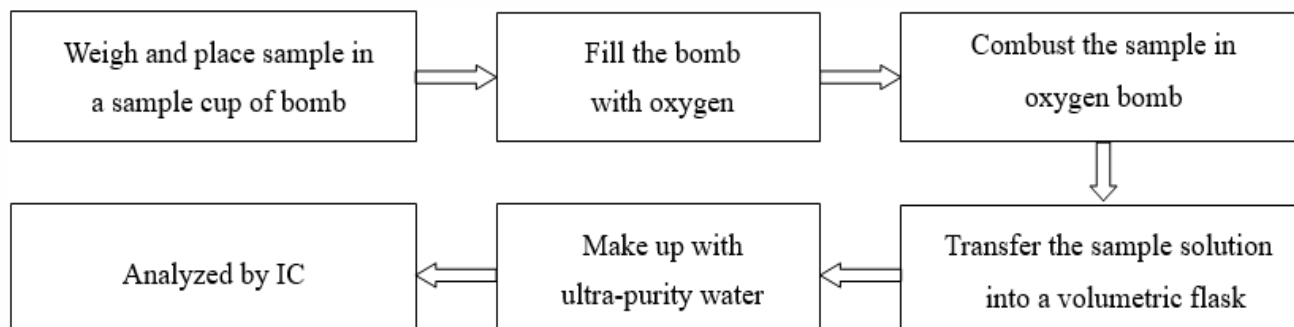 Weigh and place sample in
a sample cup of bomb
Fill the bomb
with oxygen
Combust the sample in
oxygen bomb
Transfer the sample solution
into a volumetric flask
Make up with
ultra-purity water
Analyzed by IC